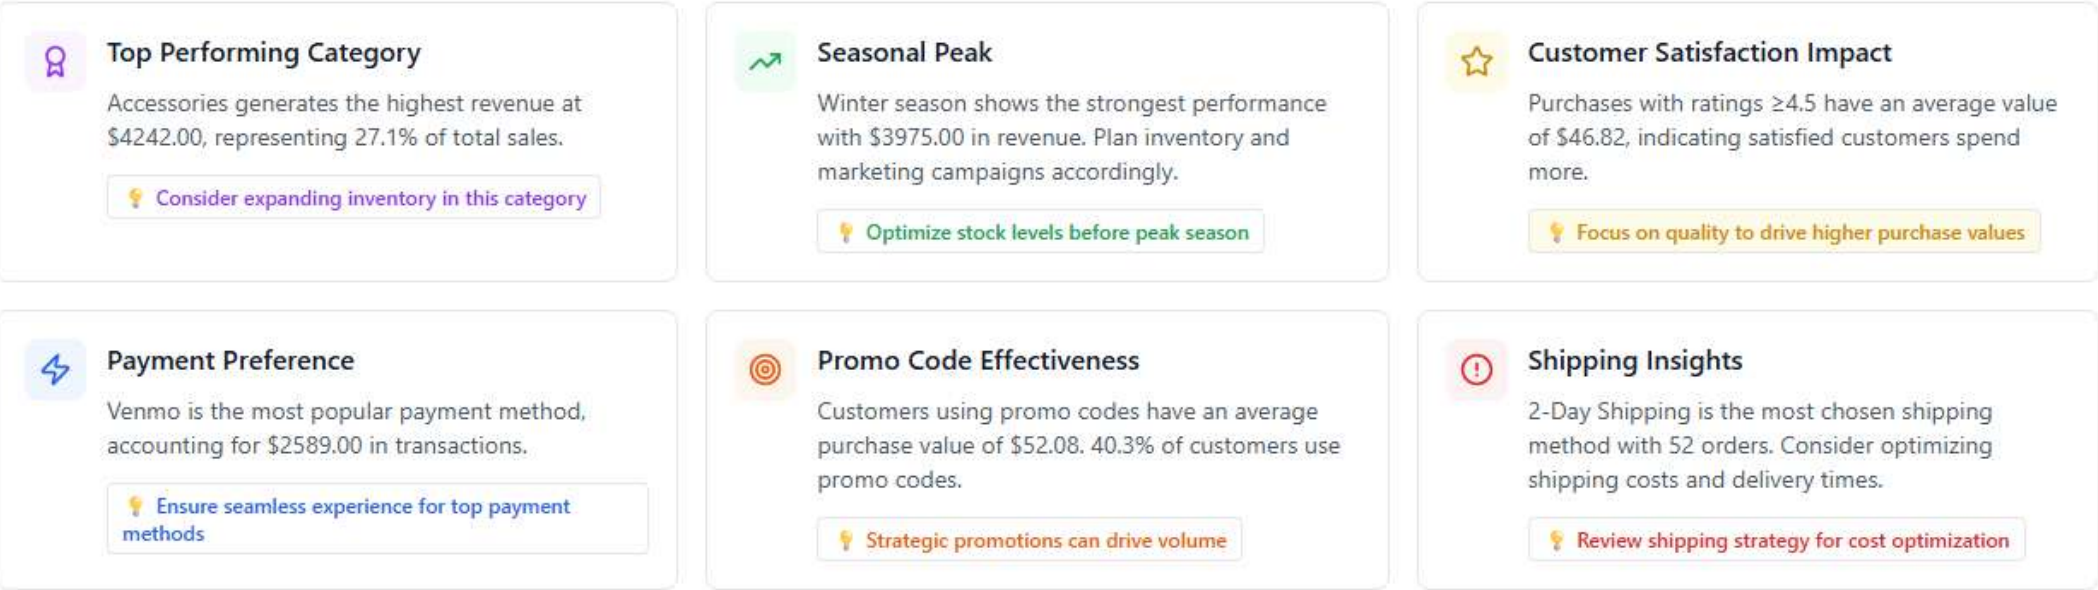 Top Performing Category
Accessories generates the highest revenue at
$4242.00, representing 27.1% of total sales.
Consider expanding inventory in this category
Seasonal Peak
Winter season shows the strongest performance
with $3975.00 in revenue. Plan inventory and
marketing campaigns accordingly.
Optimize stock levels before peak season
Customer Satisfaction Impact
Purchases with ratings ≥4.5 have an average value
of $46.82, indicating satisfied customers spend
more.
Focus on quality to drive higher purchase values
Payment Preference
Venmo is the most popular payment method,
accounting for $2589.00 in transactions.
Ensure seamless experience for top payment
methods
Promo Code Effectiveness
Customers using promo codes have an average
purchase value of $52.08. 40.3% of customers use
promo codes.
Strategic promotions can drive volume
Shipping Insights
2-Day Shipping is the most chosen shipping
method with 52 orders. Consider optimizing
shipping costs and delivery times.
Review shipping strategy for cost optimization